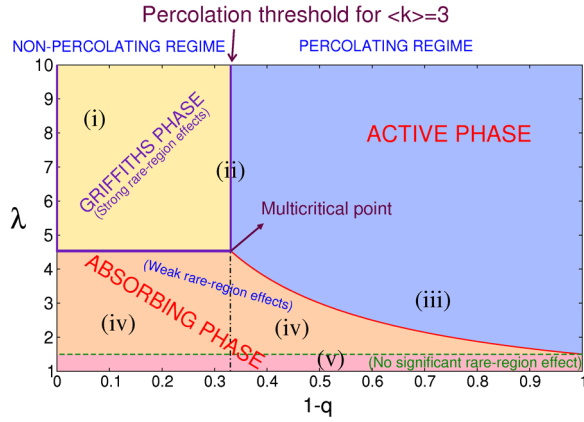 Percolation threshold for <k>=3
NON-PERCOLATING REGIME
PERCOLATING REGIME
10
9
8
7
6
5
4
3
2
1
λ
(i)
GRIFFITHS PHASE
(Strong rare-region effects)
(ii)
ACTIVE PHASE
Multicritical point
(Weak rare-region effects)
ABSORBING PHASE
(iii)
(iv)
(iv)
(v)
(No significant rare-region effect)
0
0.1
0.2
0.3
0.4
0.5
0.6
0.7
0.8
0.9
1
1-q